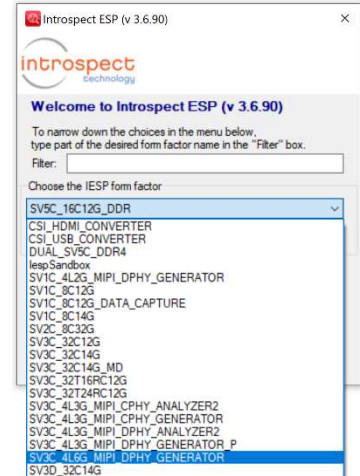 Introspect ESP (v 3.6.90)
introspect
technology
Welcome to Introspect ESP (v 3.6.90)
To narrow down the choices in the menu below,
type part of the desired form factor name in the "Filter" box.
Filter:
Choose the IESP form factor
SV5C_16C12G_DDR
CSI_HDMI_CONVERTER
CSI_USB_CONVERTER
DUAL_SV5C_DDR4
IespSandbox
SV1C_4L2G_MIPI_DPHY_GENERATOR
SV1C_8C12G
SV1C_8C12G_DATA_CAPTURE
SV1C_8C14G
SV2C_8C32G
SV3C_32C12G
SV3C_32C14G
SV3C_32C14G_MD
SV3C_32T16RC12G
SV3C_32T24RC12G
SV3C_4L3G_MIPI_CPHY_ANALYZER2
SV3C_4L3G_MIPI_CPHY_GENERATOR
SV3C_4L3G_MIPI_DPHY_ANALYZER2
SV3C_4L3G_MIPI_DPHY_GENERATOR_P
SV3C_4L6G_MIPI_DPHY_GENERATOR
SV3D_32C14G